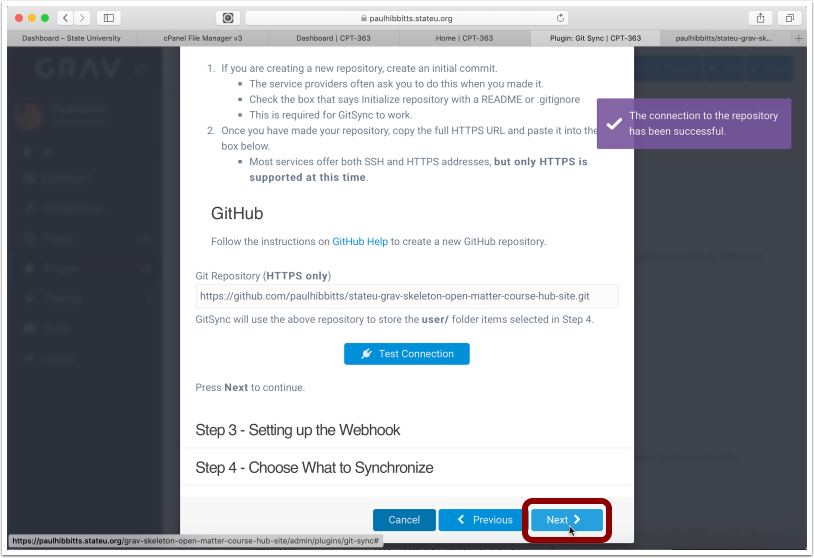 paulhibbitts.stateu.org
Dashboard – State University
cPanel File Manager v3
Dashboard | CPT-363
Home | CPT-363
Plugin: Git Sync | CPT-363
paulhibbitts/stateu-grav-sk...
GRAV
1. If you are creating a new repository, create an initial commit.
The service providers often ask you to do this when you made it.
Check the box that says Initialize repository with a README or .gitignore
This is required for GitSync to work.
2. Once you have made your repository, copy the full HTTPS URL and paste it into the
box below.
Most services offer both SSH and HTTPS addresses, but only HTTPS is
supported at this time.
The connection to the repository
has been successful.
GitHub
Follow the instructions on GitHub Help to create a new GitHub repository.
Git Repository (HTTPS only)
https://github.com/paulhibbitts/stateu-grav-skeleton-open-matter-course-hub-site.git
GitSync will use the above repository to store the user/ folder items selected in Step 4.
Test Connection
Press Next to continue.
Step 3 - Setting up the Webhook
Step 4 - Choose What to Synchronize
Cancel
Previous
Next
https://paulhibbitts.stateu.org/grav-skeleton-open-matter-course-hub-site/admin/plugins/git-sync#